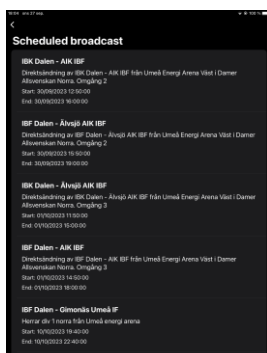 16:04 ons 27 sep.
100 %
Scheduled broadcast
IBK Dalen - AIK IBF
Direktsändning av IBK Dalen - AIK IBF från Umeå Energi Arena Väst i Damer
Allsvenskan Norra. Omgång 2
Start: 30/09/2023 12:50:00
End: 30/09/2023 16:00:00
IBF Dalen - Älvsjö AIK IBF
Direktsändning av IBF Dalen - Älvsjö AIK IBF från Umeå Energi Arena Väst i Damer
Allsvenskan Norra. Omgång 2
Start: 30/09/2023 15:50:00
End: 30/09/2023 19:00:00
IBK Dalen - Älvsjö AIK IBF
Direktsändning av IBK Dalen - Älvsjö AIK IBF från Umeå Energi Arena Väst i Damer
Allsvenskan Norra. Omgång 3
Start: 01/10/2023 11:50:00
End: 01/10/2023 15:00:00
IBF Dalen - AIK IBF
Direktsändning av IBF Dalen - AIK IBF från Umeå Energi Arena Väst i Damer
Allsvenskan Norra. Omgång 3
Start: 01/10/2023 14:50:00
End: 01/10/2023 18:00:00
IBF Dalen - Gimonäs Umeå IF
Herrar div 1 norra från Umeå energi arena
Start: 10/10/2023 19:40:00
End: 10/10/2023 22:40:00